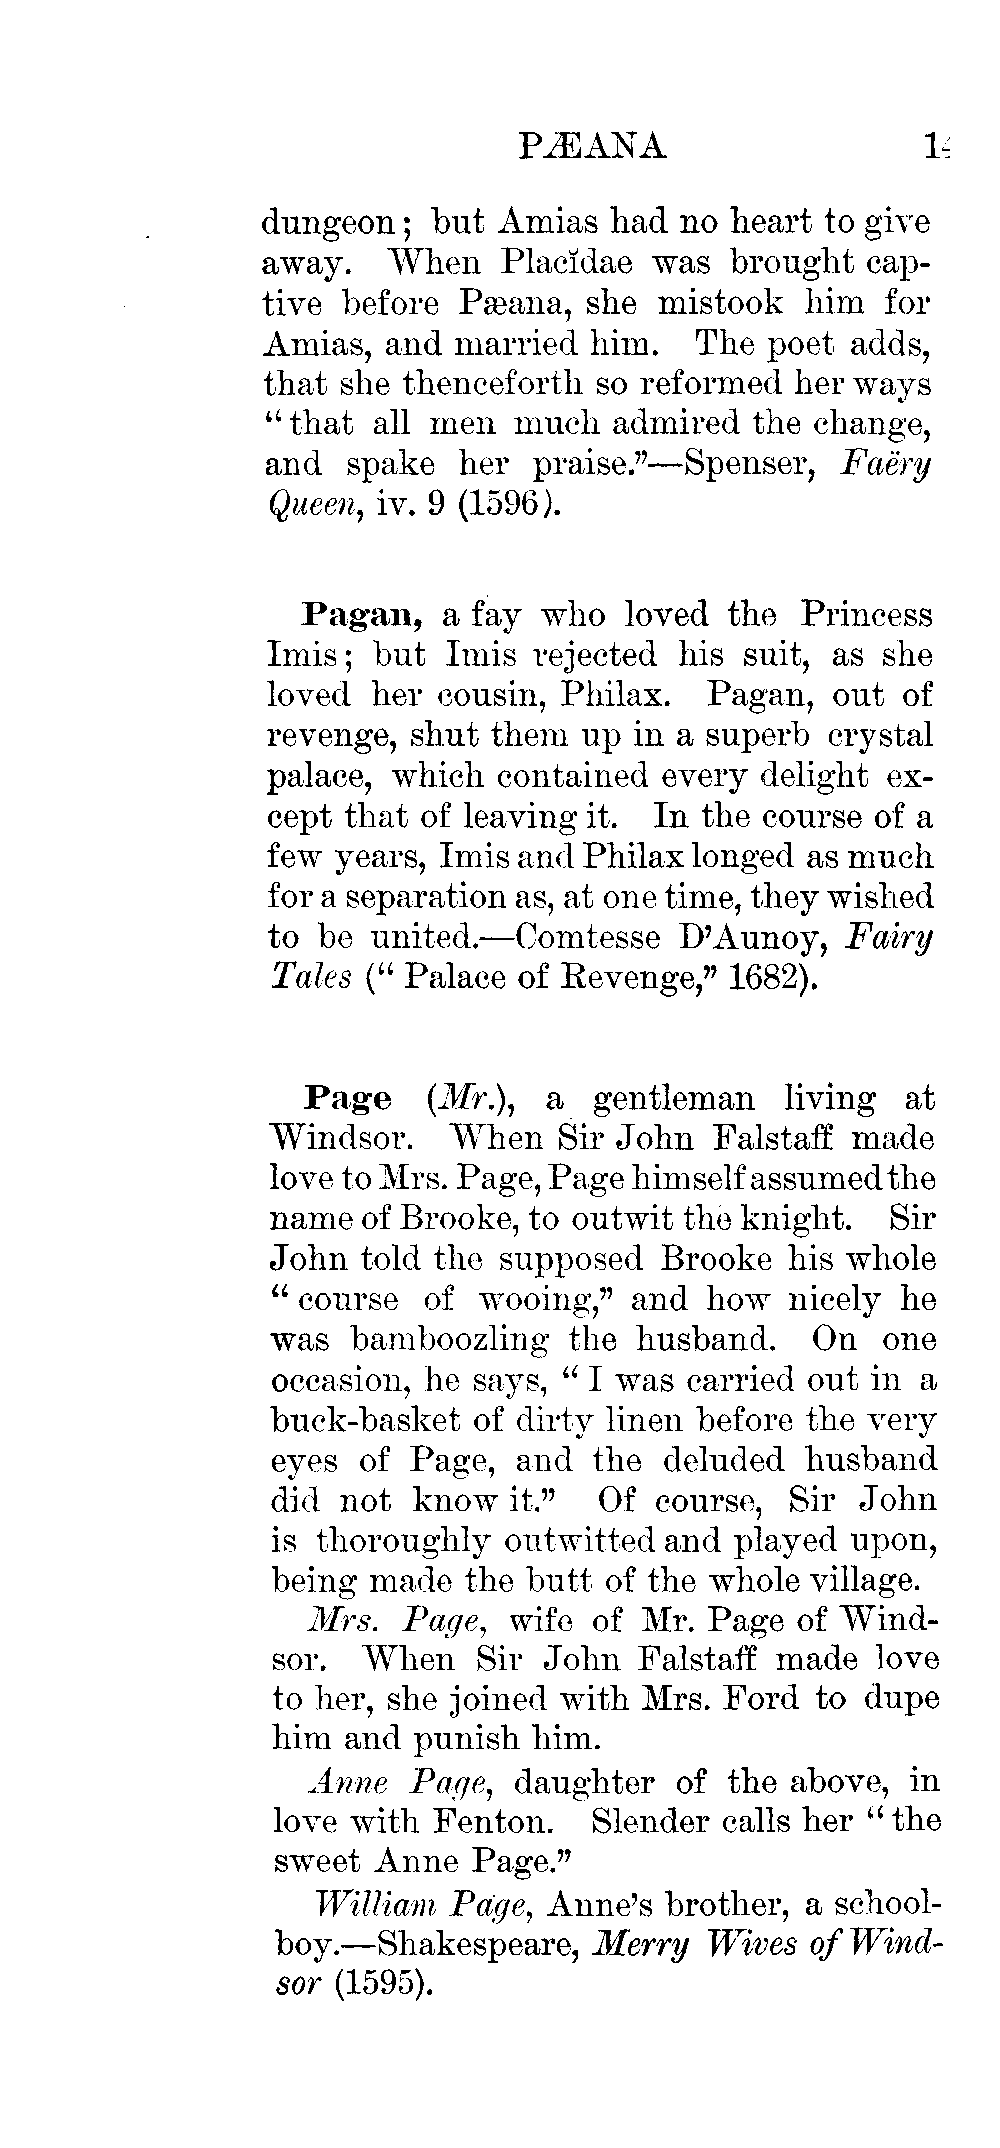 PÆANA
dungeon; but Amias had no heart to give
away. When Placĭdae was brought cap-
tive before Pæana, she mistook him for
Amias, and married him. The poet adds,
that she thenceforth so reformed her ways
“that all men much admired the change,
and spake her praise.”—Spenser, Faëry
Queen, iv. 9 (1596).
Pagan, a fay who loved the Princess
Imis; but Imis rejected his suit, as she
loved her cousin, Philax. Pagan, out of
revenge, shut them up in a superb crystal
palace, which contained every delight ex-
cept that of leaving it. In the course of a
few years, Imis and Philax longed as much
for a separation as, at one time, they wished
to be united.—Comtesse D’Aunoy, Fairy
Tales (“Palace of Revenge,” 1682).
Page (Mr.), a gentleman living at
Windsor. When Sir John Falstaff made
love to Mrs. Page, Page himself assumed the
name of Brooke, to outwit the knight. Sir
John told the supposed Brooke his whole
“course of wooing,” and how nicely he
was bamboozling the husband. On one
occasion, he says, “I was carried out in a
buck-basket of dirty linen before the very
eyes of Page, and the deluded husband
did not know it.” Of course, Sir John
is thoroughly outwitted and played upon,
being made the butt of the whole village.
Mrs. Page, wife of Mr. Page of Wind-
sor. When Sir John Falstaff made love
to her, she joined with Mrs. Ford to dupe
him and punish him.
Anne Page, daughter of the above, in
love with Fenton. Slender calls her “the
sweet Anne Page.”
William Page, Anne’s brother, a school-
boy.—Shakespeare, Merry Wives of Wind-
sor (1595).